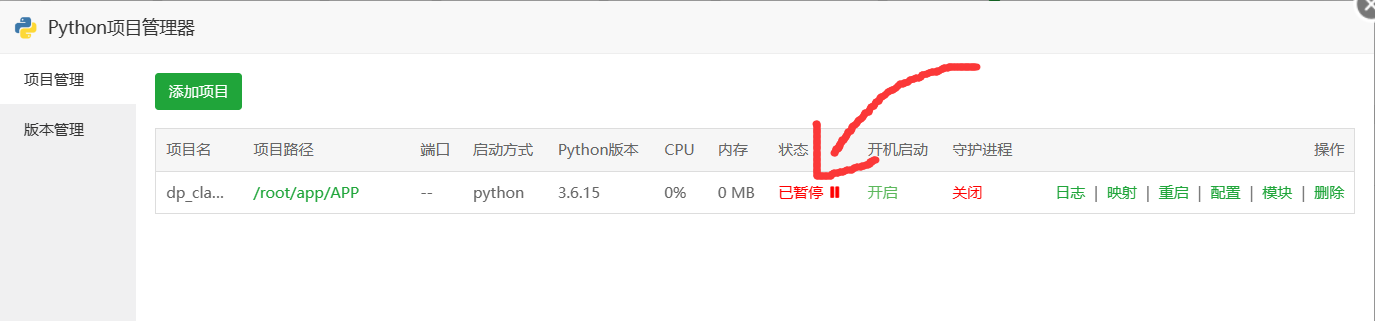 Python项目管理器
项目管理
版本管理
添加项目
项目名 项目路径 端口 启动方式 Python版本 CPU 内存 状态 开机启动 守护进程 操作
dp_cla... /root/app/APP -- python 3.6.15 0% 0 MB 已暂停 开启 关闭 日志 | 映射 | 重启 | 配置 | 模块 | 删除